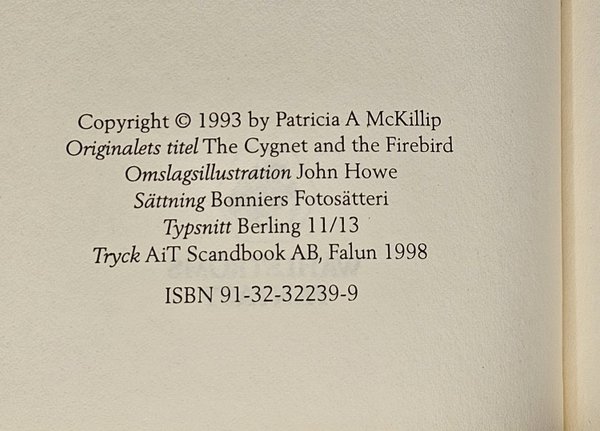 Copyright © 1993 by Patricia A McKillip
Originalets titel The Cygnet and the Firebird
Omslagsillustration John Howe
Sättning Bonniers Fotosätteri
Typsnitt Berling 11/13
Tryck AiT Scandbook AB, Falun 1998
ISBN 91-32-32239-9